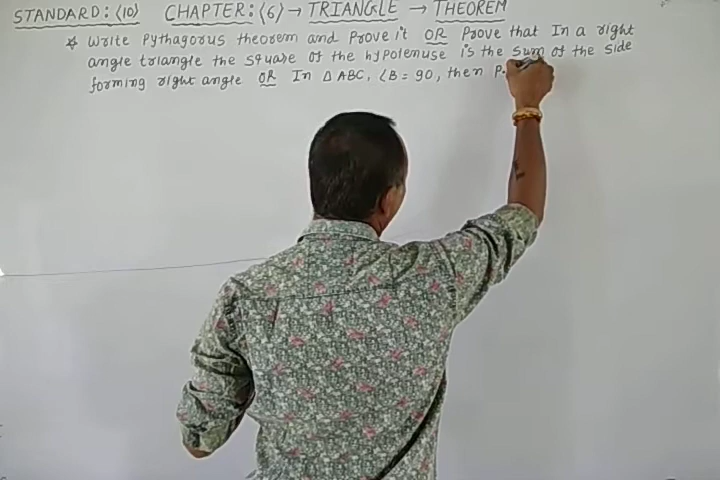 STANDARD:⟨10⟩ CHAPTER:⟨6⟩ → TRIANGLE → THEOREM
* Write Pythagorus theorem and Prove it OR Prove that In a right
angle triangle the square of the hypotenuse is the sum of the side
forming right angle OR In Δ ABC, ∠B = 90, then P